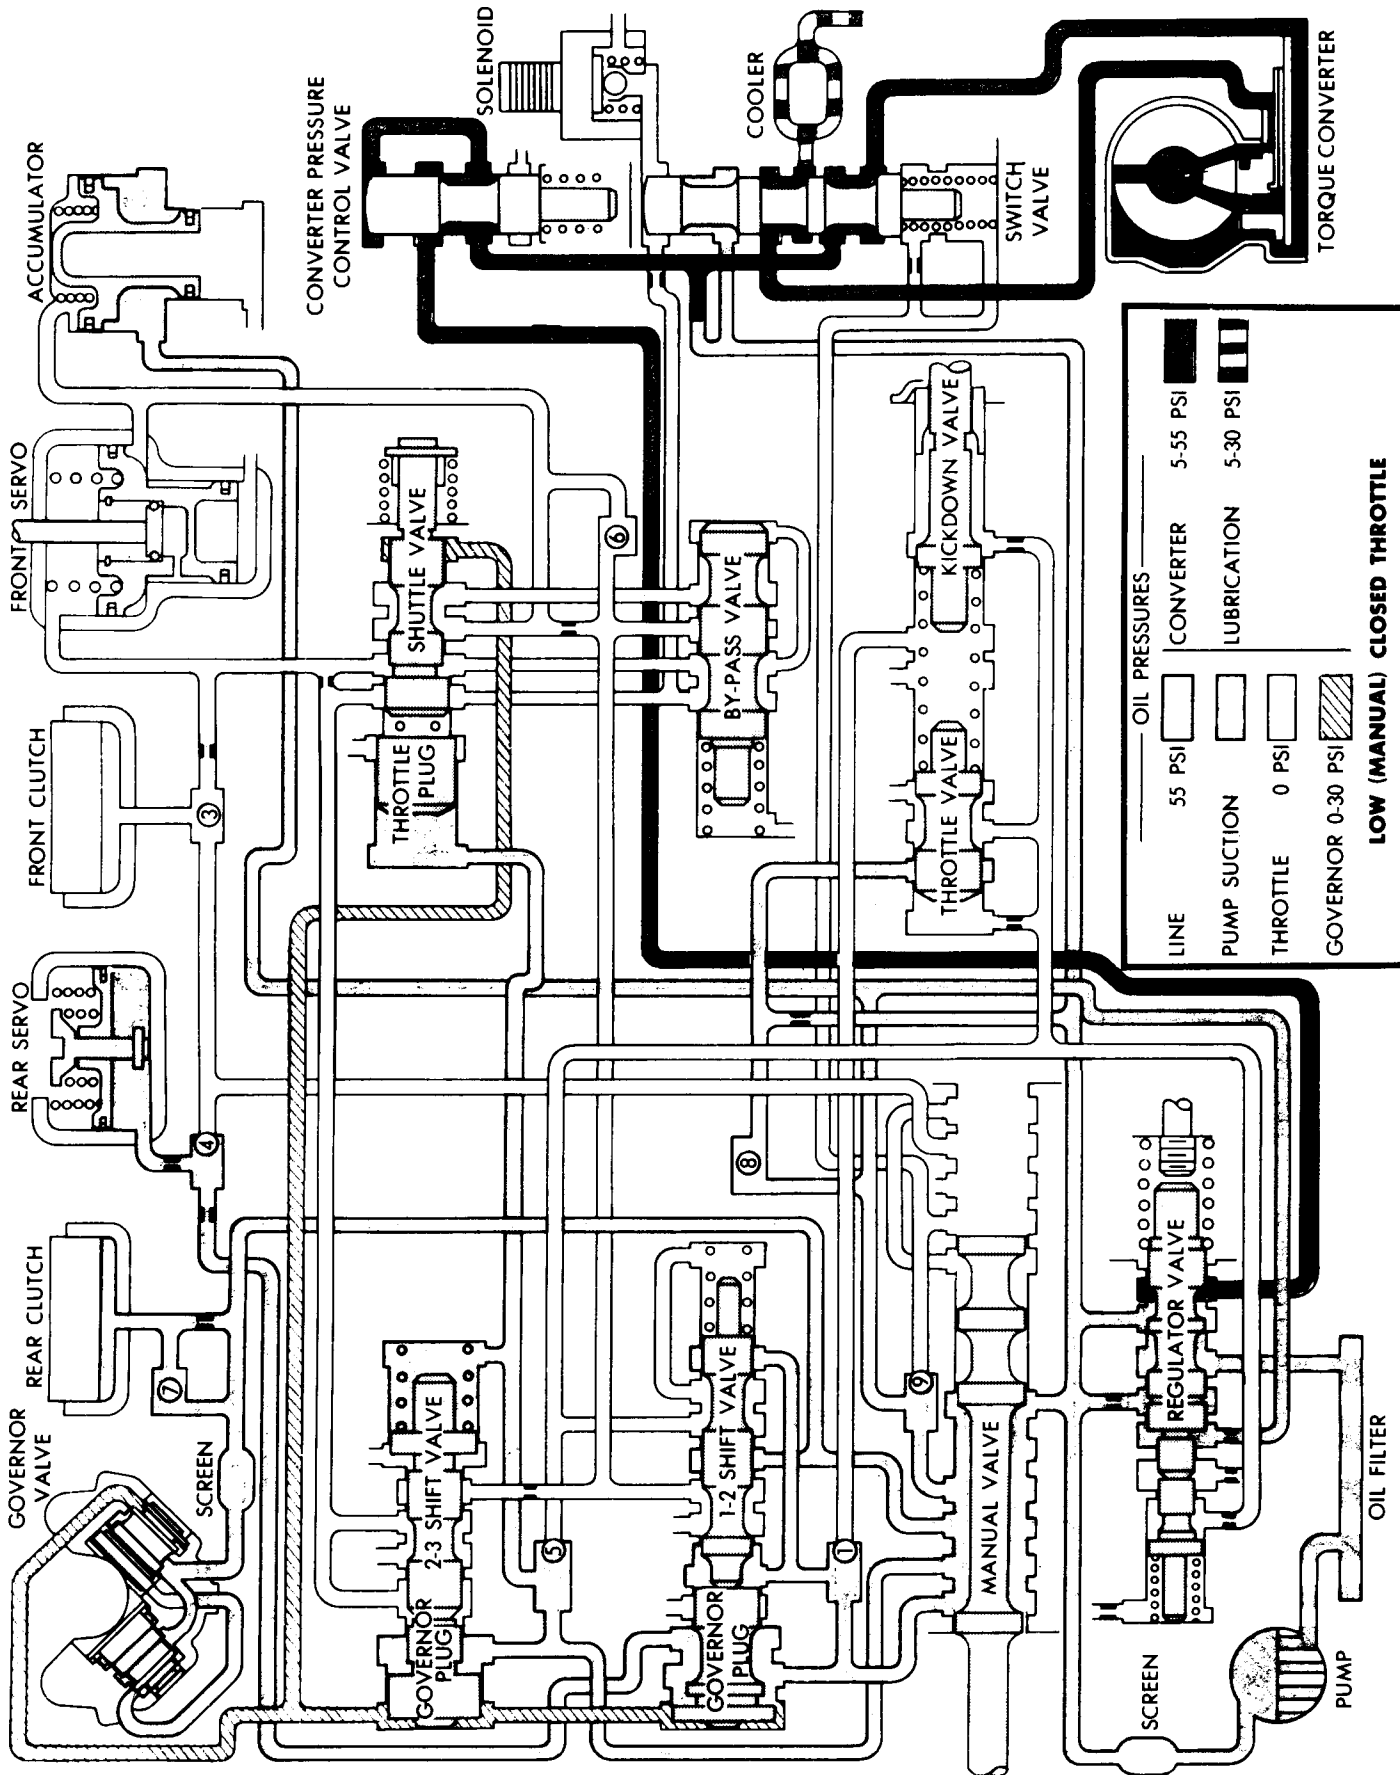 GOVERNOR
VALVE
REAR CLUTCH
REAR SERVO
FRONT CLUTCH
FRONT SERVO
ACCUMULATOR
SCREEN
7
4
3
CONVERTER PRESSURE
CONTROL VALVE
SOLENOID
GOVERNOR
PLUG
2-3 SHIFT VALVE
THROTTLE
PLUG
SHUTTLE VALVE
5
6
GOVERNOR
PLUG
1-2 SHIFT VALVE
8
BY-PASS VALVE
COOLER
1
9
THROTTLE VALVE
KICKDOWN VALVE
SWITCH
VALVE
MANUAL VALVE
SCREEN
REGULATOR VALVE
PUMP
OIL FILTER
TORQUE CONVERTER
OIL PRESSURES
LINE 55 PSI
CONVERTER 5-55 PSI
PUMP SUCTION
LUBRICATION 5-30 PSI
THROTTLE 0 PSI
GOVERNOR 0-30 PSI
LOW (MANUAL) CLOSED THROTTLE